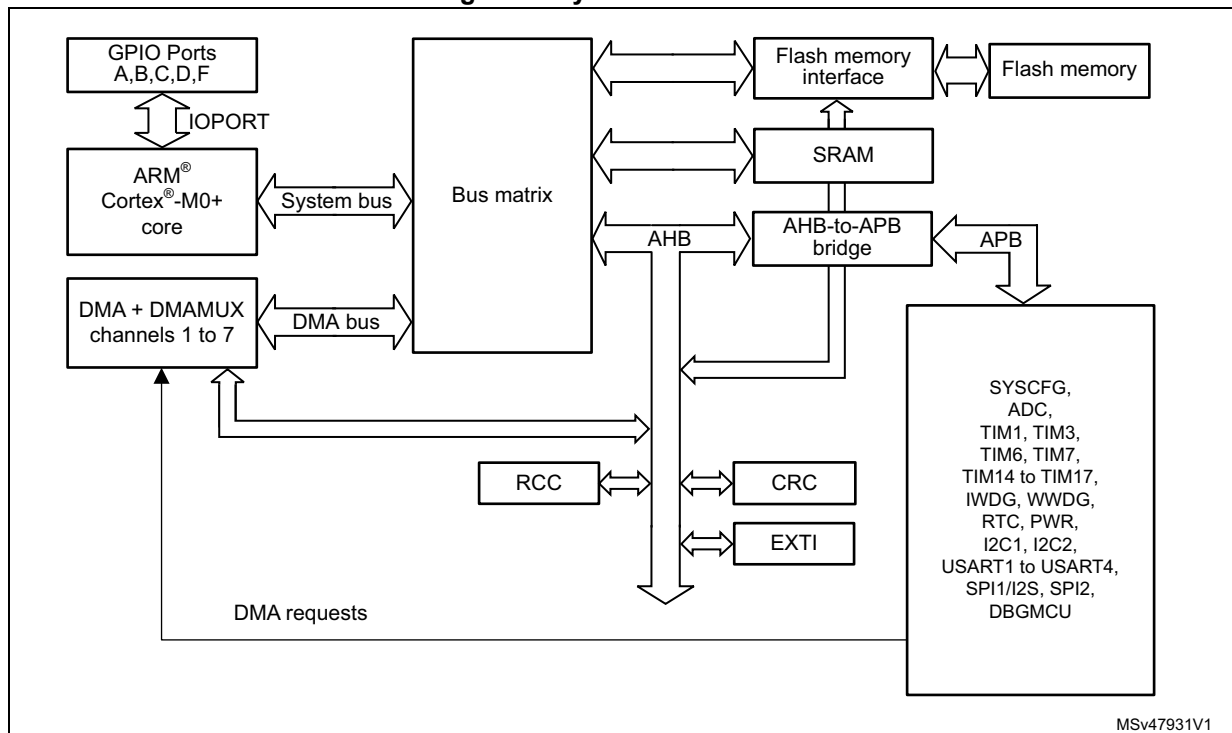 GPIO Ports
A,B,C,D,F
IOPORT
ARM®
Cortex®-M0+
core
System bus
DMA + DMAMUX
channels 1 to 7
DMA bus
Bus matrix
Flash memory
interface
Flash memory
SRAM
AHB
AHB-to-APB
bridge
APB
RCC
CRC
EXTI
SYSCFG,
ADC,
TIM1, TIM3,
TIM6, TIM7,
TIM14 to TIM17,
IWDG, WWDG,
RTC, PWR,
I2C1, I2C2,
USART1 to USART4,
SPI1/I2S, SPI2,
DBGMCU
DMA requests
MSv47931V1